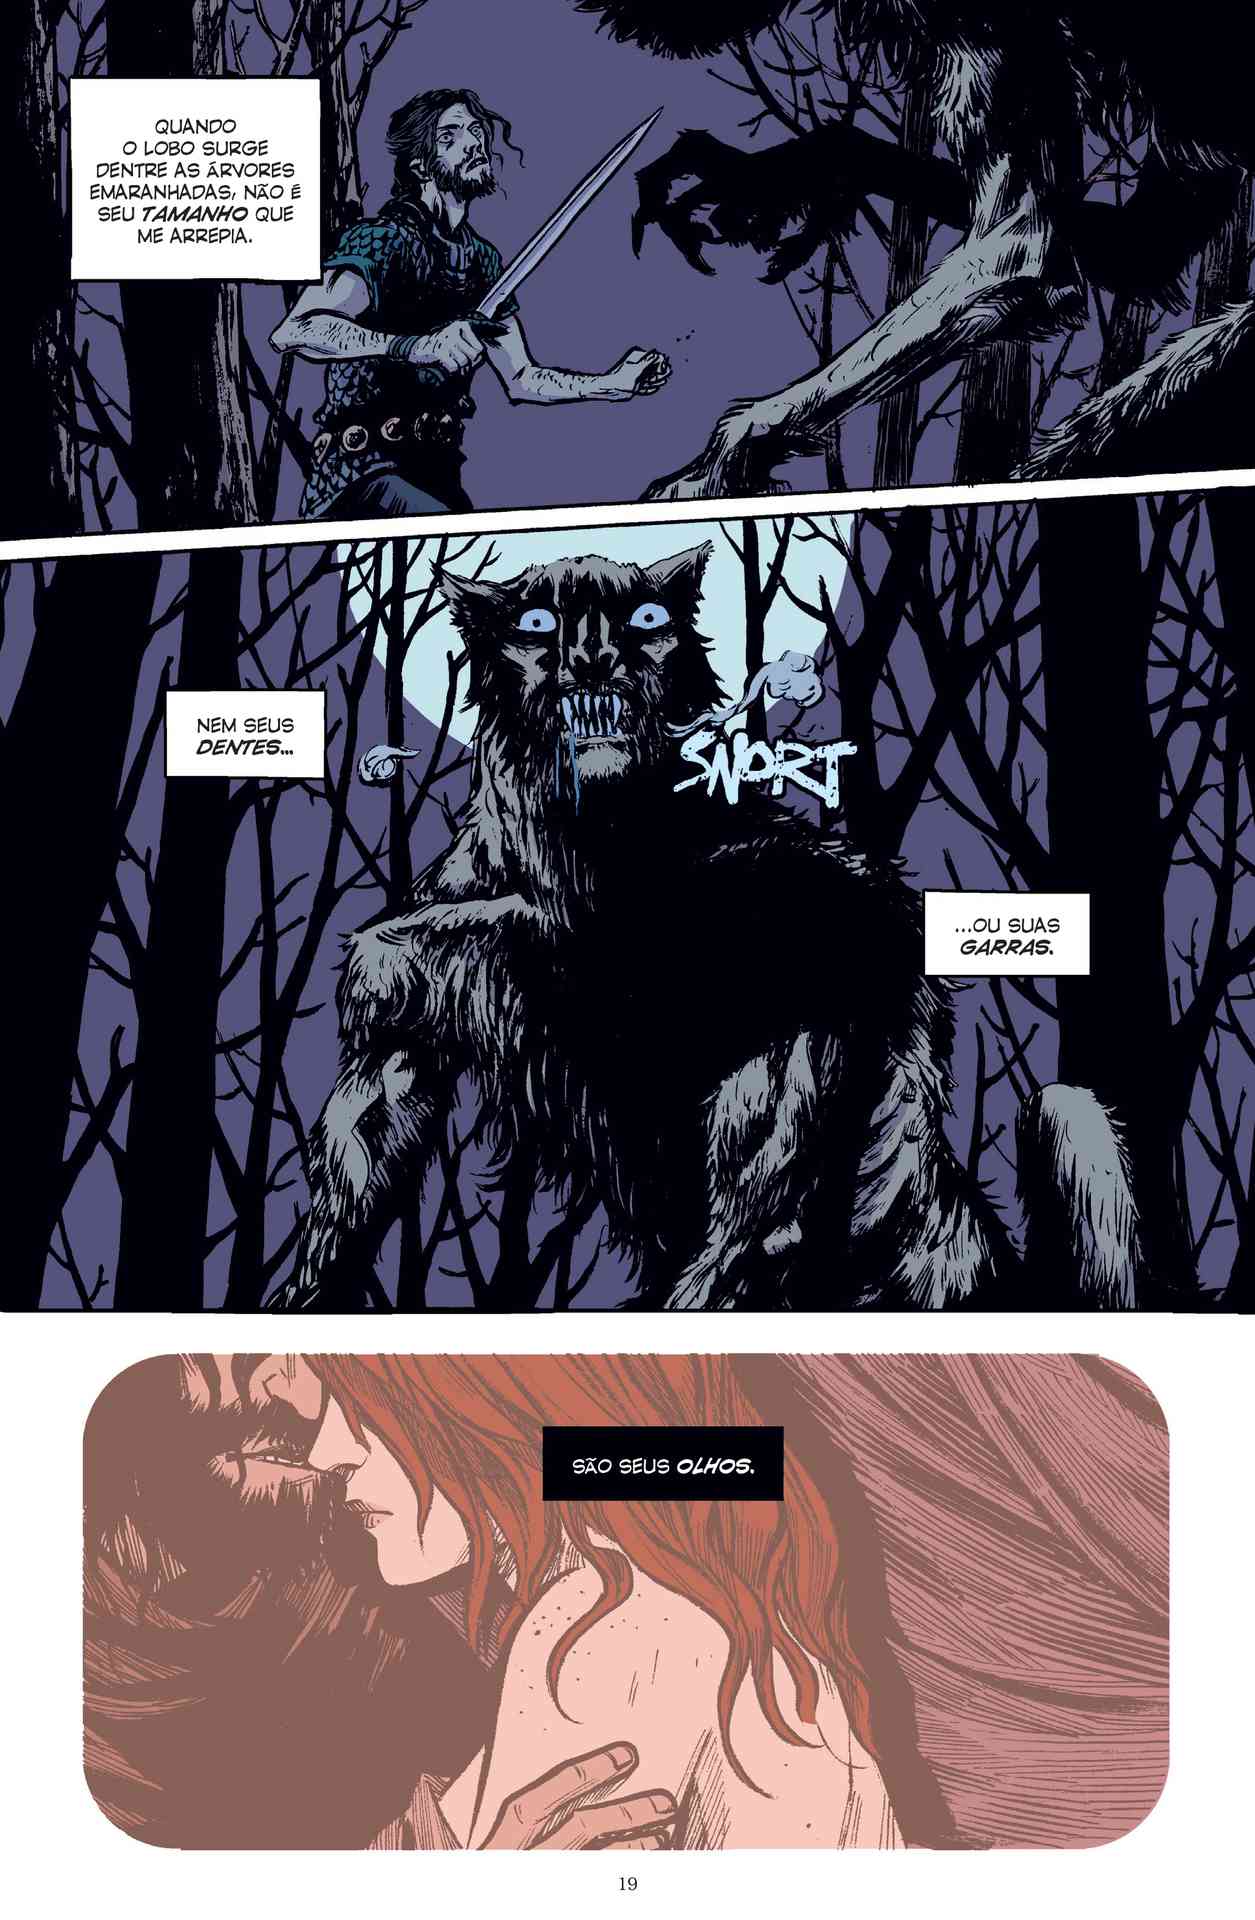 QUANDO
O LOBO SURGE
DENTRE AS ÁRVORES
EMARANHADAS, NÃO É
SEU TAMANHO QUE
ME ARREPIA.
NEM SEUS
DENTES...
SNORT
...OU SUAS
GARRAS.
SÃO SEUS OLHOS.
19